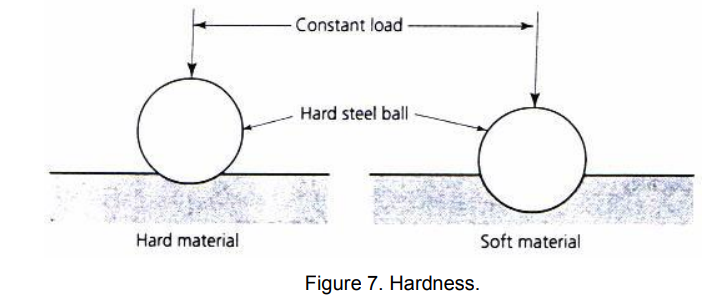 Constant load
Hard steel ball
Hard material
Soft material
Figure 7. Hardness.